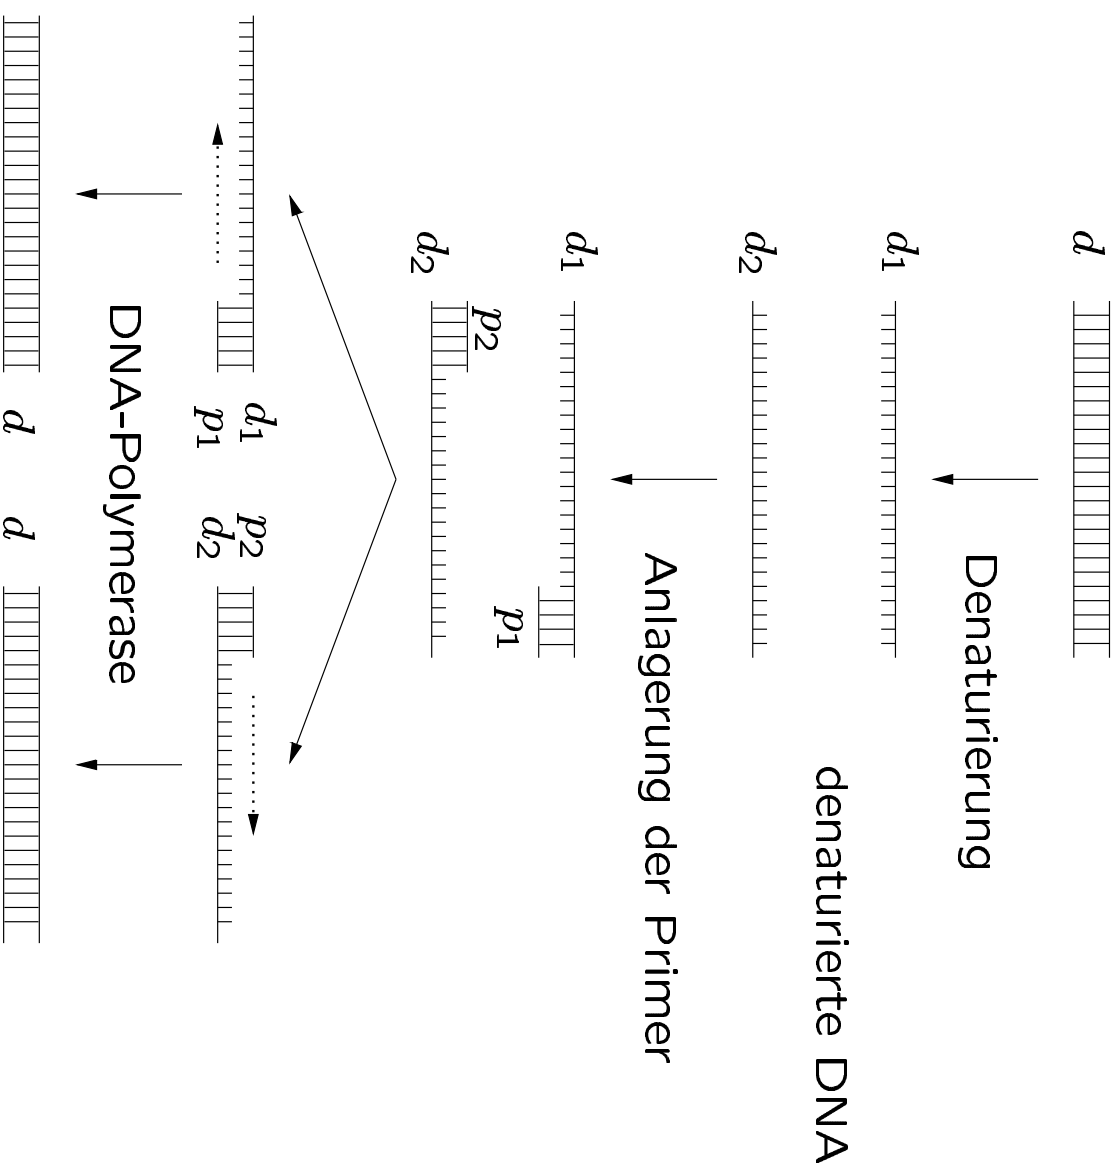 d
Denaturierung
d1
denaturierte DNA
d2
Anlagerung der Primer
d1
p1
p2
d2
d1 p2
p1 d2
DNA-Polymerase
d d